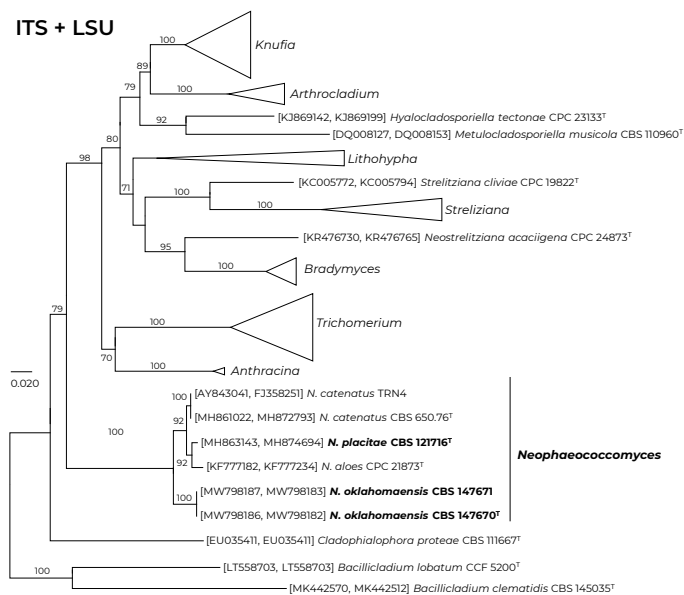 ITS + LSU
100
Knufia
89
100
Arthrocladium
79
[KJ869142, KJ869199] Hyalocladosporiella tectonae CPC 23133ᵀ
92
[DQ008127, DQ008153] Metulocladosporiella musicola CBS 110960ᵀ
80
98
Lithohypha
71
[KC005772, KC005794] Strelitziana cliviae CPC 19822ᵀ
100
100
Streliziana
[KR476730, KR476765] Neostrelitziana acaciigena CPC 24873ᵀ
95
100
Bradymyces
79
100
Trichomerium
70
100
Anthracina
0.020
100
[AY843041, FJ358251] N. catenatus TRN4
[MH861022, MH872793] N. catenatus CBS 650.76ᵀ
92
100
[MH863143, MH874694] N. placitae CBS 121716ᵀ
Neophaeococcomyces
92
[KF777182, KF777234] N. aloes CPC 21873ᵀ
[MW798187, MW798183] N. oklahomaensis CBS 147671
100
[MW798186, MW798182] N. oklahomaensis CBS 147670ᵀ
[EU035411, EU035411] Cladophialophora proteae CBS 111667ᵀ
[LT558703, LT558703] Bacillicladium lobatum CCF 5200ᵀ
100
[MK442570, MK442512] Bacillicladium clematidis CBS 145035ᵀ